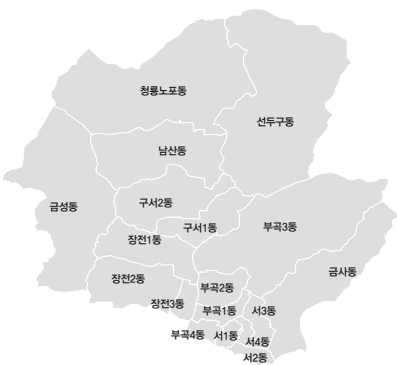 청룡노포동
선두구동
남산동
구서2동
금성동
구서1동
부곡3동
장전1동
금사동
장전2동
부곡2동
장전3동
부곡1동
서3동
부곡4동
서1동
서4동
서2동